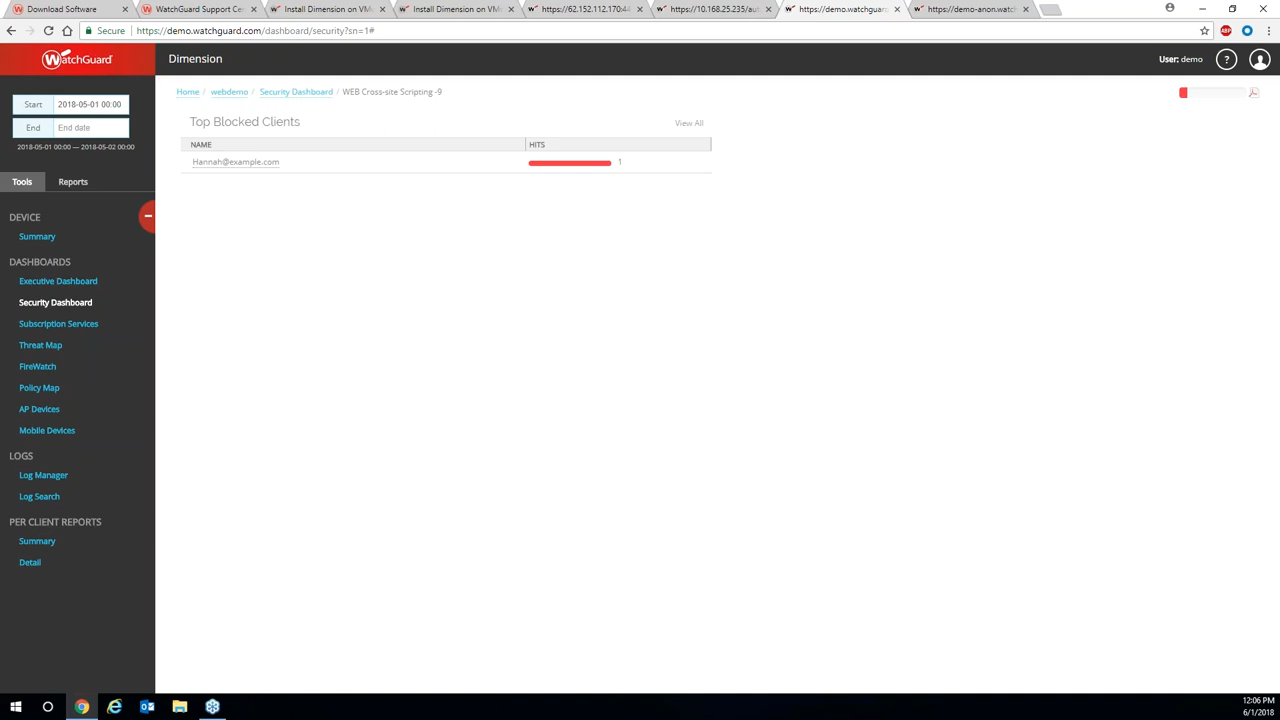 Download Software
WatchGuard Support Cen
Install Dimension on VM
Install Dimension on VM
https://62.152.112.170:44
https://10.168.25.235/aut
https://demo.watchguard
https://demo-anon.watch
Secure
https://demo.watchguard.com/dashboard/security?sn=1#
ABP
WatchGuard
Dimension
User: demo
?
Start
2018-05-01 00:00
End
End date
2018-05-01 00:00 — 2018-05-02 00:00
Tools
Reports
DEVICE
Summary
DASHBOARDS
Executive Dashboard
Security Dashboard
Subscription Services
Threat Map
FireWatch
Policy Map
AP Devices
Mobile Devices
LOGS
Log Manager
Log Search
PER CLIENT REPORTS
Summary
Detail
Home / webdemo / Security Dashboard / WEB Cross-site Scripting -9
Top Blocked Clients
View All
NAME
HITS
Hannah@example.com
1
12:06 PM
6/1/2018